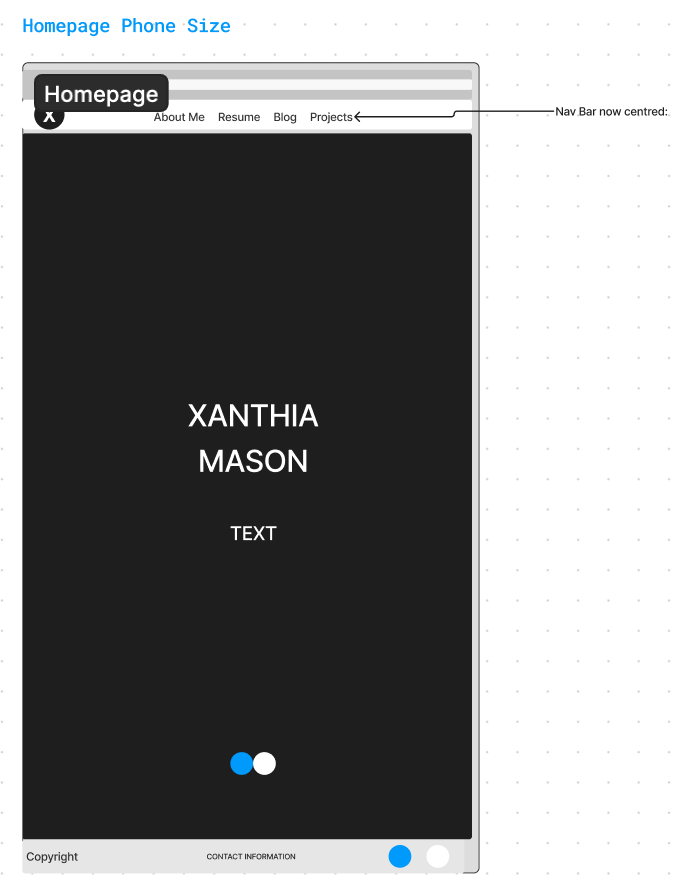 Homepage Phone Size
Homepage
X
About Me Resume Blog Projects
Nav Bar now centred:
XANTHIA
MASON
TEXT
Copyright
CONTACT INFORMATION